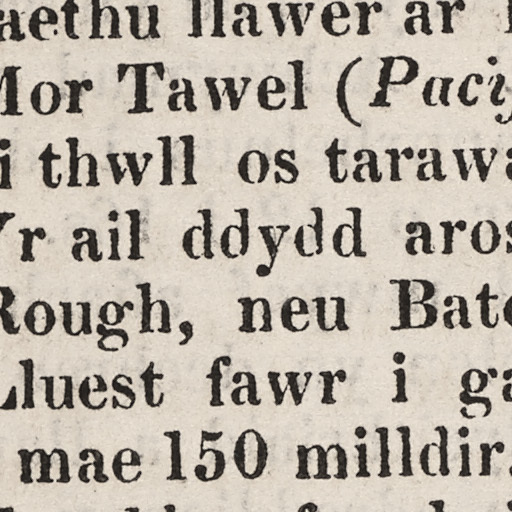 aethu llawer ar
Mor Tawel (Paci
i thwll os tarawa
Yr ail ddydd aros
Rough, neu Bate
Lluest fawr i ga
mae 150 milldir.